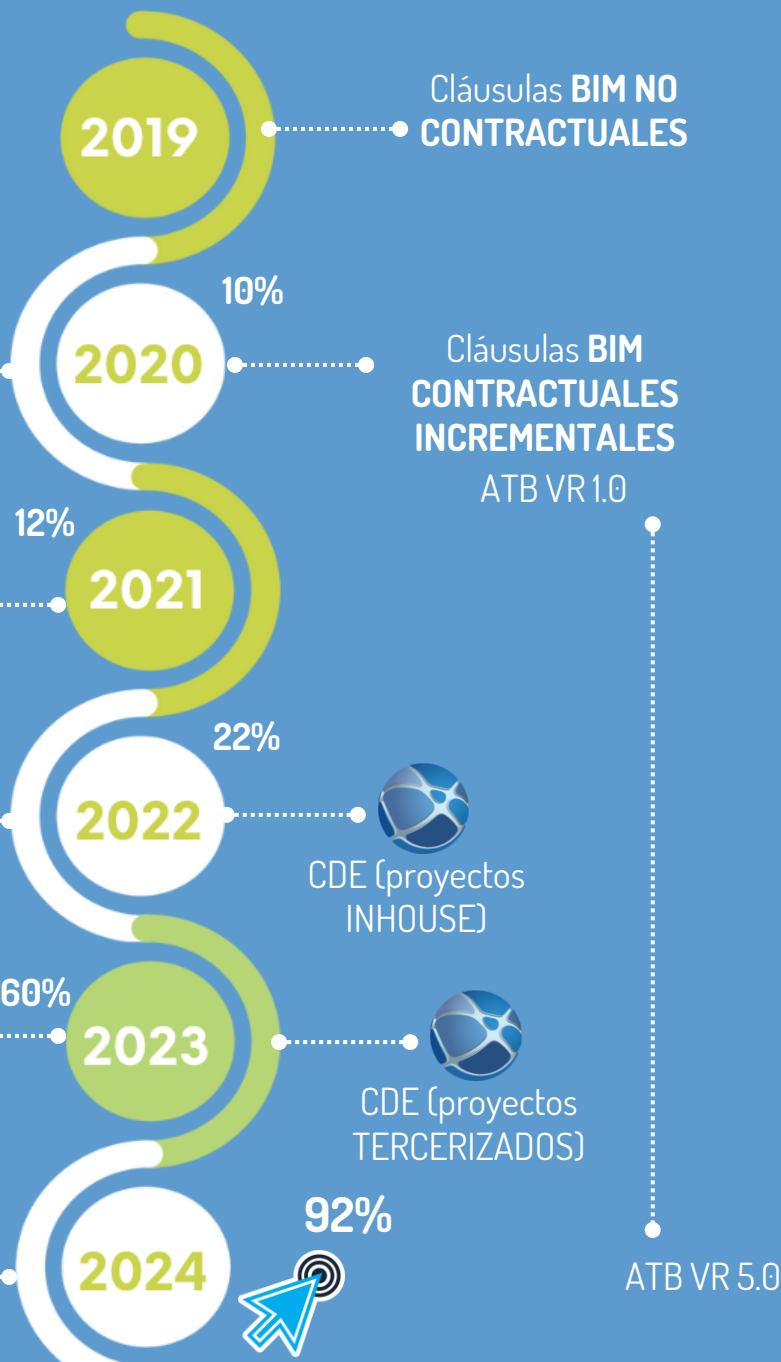 2019
Cláusulas BIM NO
CONTRACTUALES
10%
2020
Cláusulas BIM
CONTRACTUALES
INCREMENTALES
ATB VR 1.0
12%
2021
22%
2022
CDE (proyectos
INHOUSE)
60%
2023
CDE (proyectos
TERCERIZADOS)
92%
2024
ATB VR 5.0